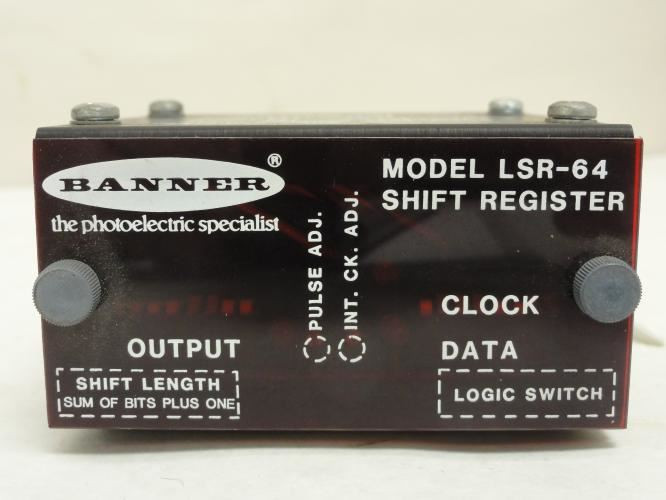 BANNER®
the photoelectric specialist
MODEL LSR-64
SHIFT REGISTER
PULSE ADJ.
INT. CK. ADJ.
CLOCK
OUTPUT
DATA
SHIFT LENGTH
SUM OF BITS PLUS ONE
LOGIC SWITCH